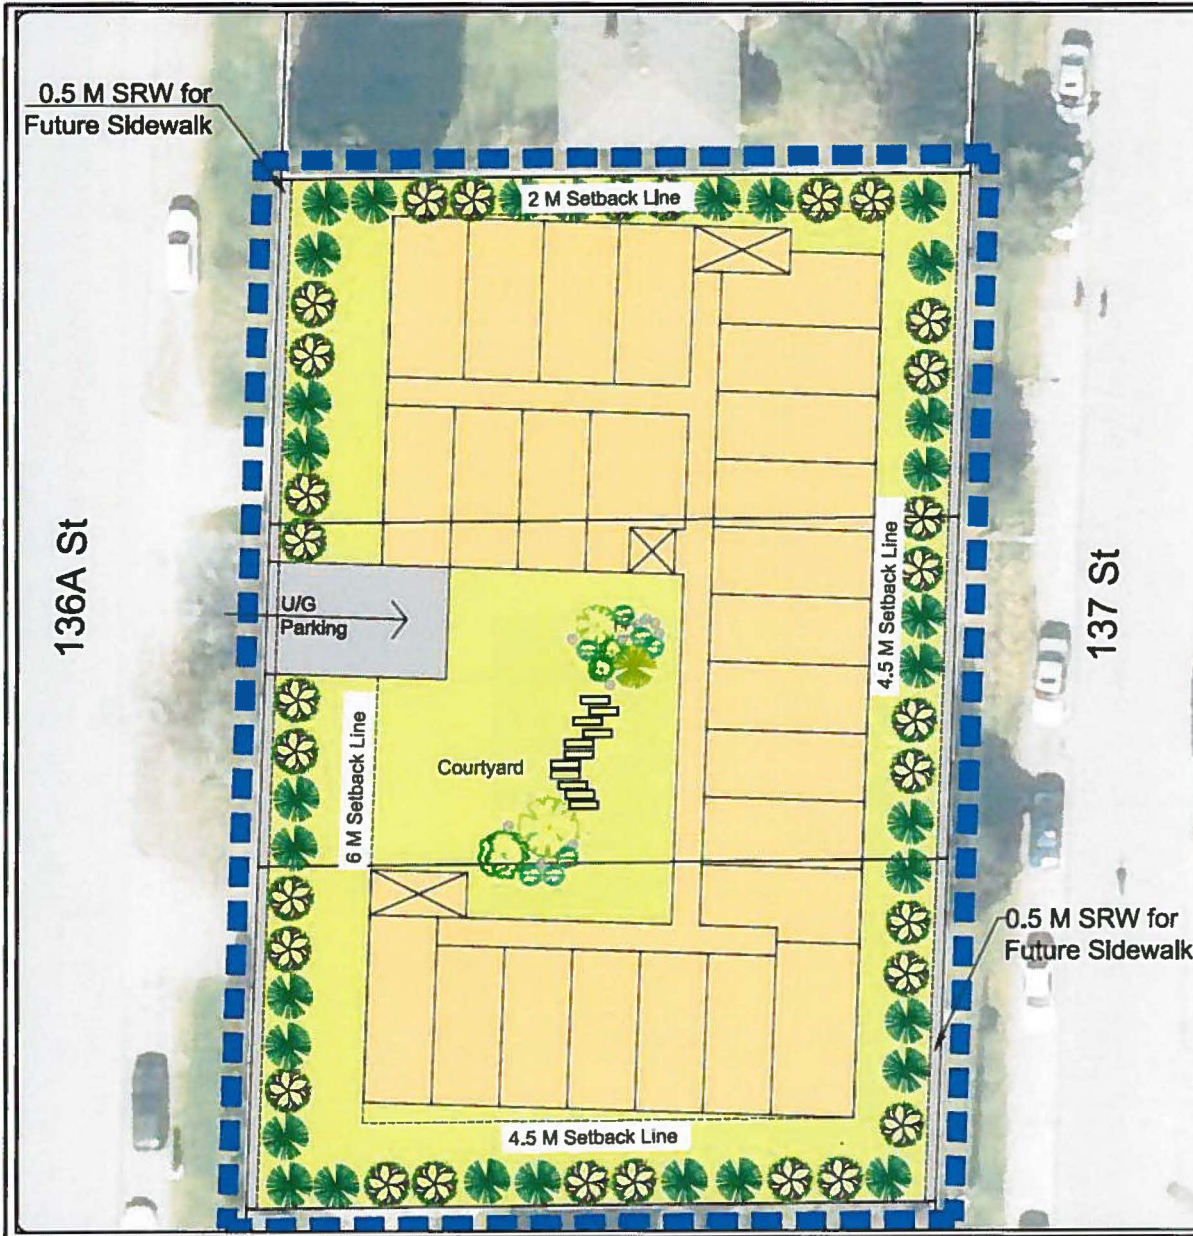 0.5 M SRW for
Future Sidewalk
2 M Setback Line
136A St
U/G
Parking
4.5 M Setback Line
137 St
6 M Setback Line
Courtyard
0.5 M SRW for
Future Sidewalk
4.5 M Setback Line